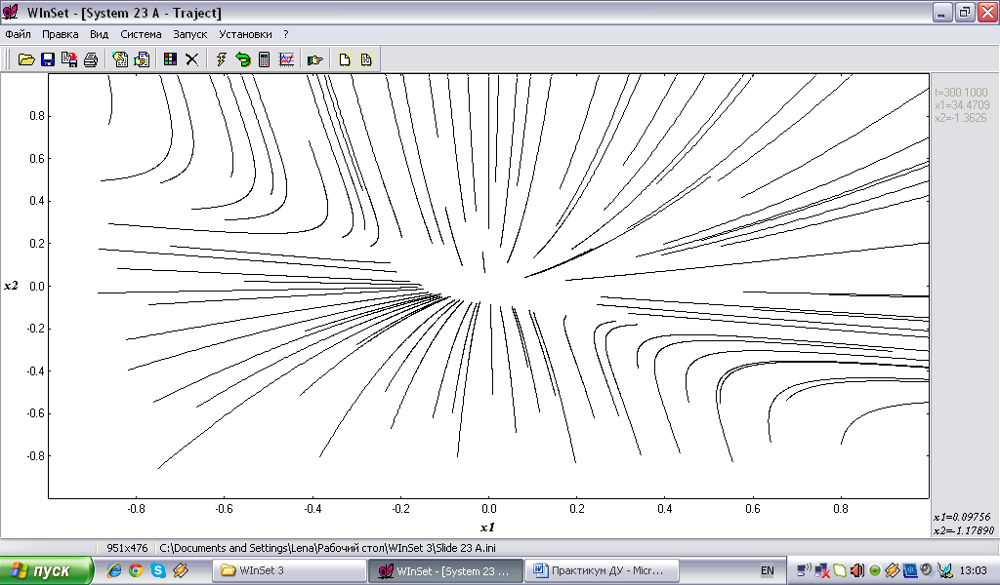 WInSet - [System 23 A - Traject]
Файл Правка Вид Система Запуск Установки ?
t=300.1000
x1=34.4709
x2=-1.3626
0.8
0.6
0.4
0.2
x2 0.0
-0.2
-0.4
-0.6
-0.8
-0.8 -0.6 -0.4 -0.2 0.0 0.2 0.4 0.6 0.8
x1
x1=0.09756
x2=-1.17890
951x476 C:\Documents and Settings\Lena\Рабочий стол\WInSet 3\Slide 23 A.ini
пуск WInSet 3 WInSet - [System 23 ... Практикум ДУ - Micr... EN 13:03